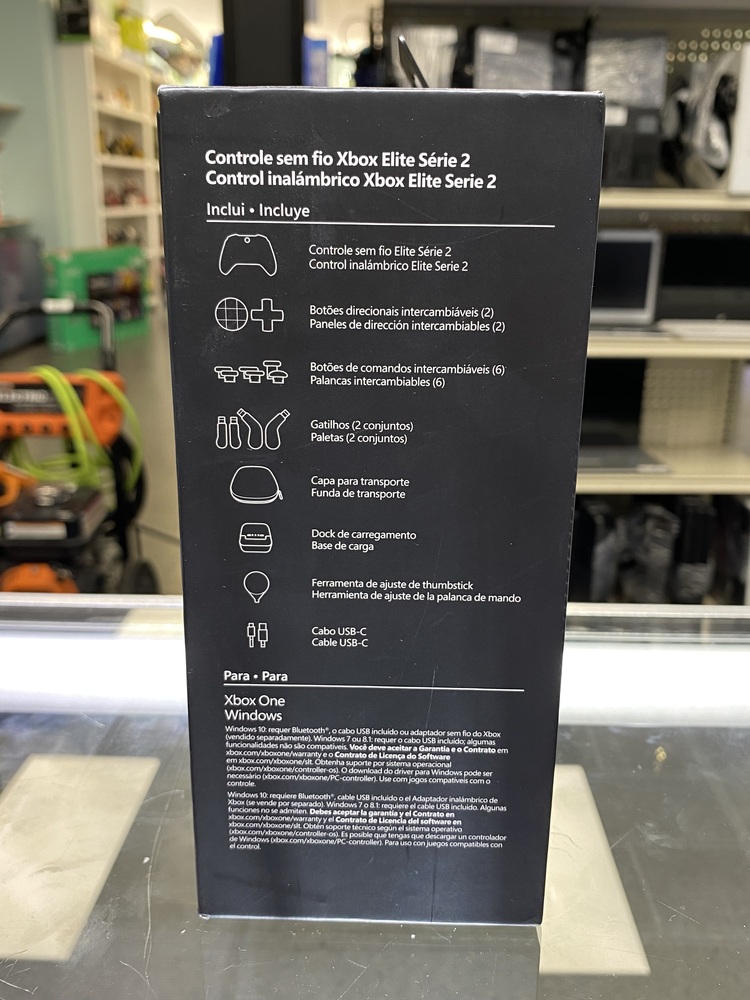 Controle sem fio Xbox Elite Série 2
Control inalámbrico Xbox Elite Serie 2
Inclui • Incluye
Controle sem fio Elite Série 2
Control inalámbrico Elite Serie 2
Botões direcionais intercambiáveis (2)
Paneles de dirección intercambiables (2)
Botões de comandos intercambiáveis (6)
Palancas intercambiables (6)
Gatilhos (2 conjuntos)
Paletas (2 conjuntos)
Capa para transporte
Funda de transporte
Dock de carregamento
Base de carga
Ferramenta de ajuste de thumbstick
Herramienta de ajuste de la palanca de mando
Cabo USB-C
Cable USB-C
Para • Para
Xbox One
Windows
Windows 10: requer Bluetooth®, o cabo USB incluído ou adaptador sem fio do Xbox
(vendido separadamente). Windows 7 ou 8.1: requer o cabo USB incluído; algumas
funcionalidades não são compatíveis. Você deve aceitar a Garantia e o Contrato em
xbox.com/xboxone/warranty e o Contrato de Licença do Software
em xbox.com/xboxone/slt. Obtenha suporte por sistema operacional
(xbox.com/xboxone/controller-os). O download do driver para Windows pode ser
necessário (xbox.com/xboxone/PC-controller). Use com jogos compatíveis com o
controle.
Windows 10: requiere Bluetooth®, cable USB incluido o el Adaptador inalámbrico de
Xbox (se vende por separado). Windows 7 o 8.1: requiere el cable USB incluido. Algunas
funciones no se admiten. Debes aceptar la garantía y el Contrato en
xbox.com/xboxone/warranty y el Contrato de Licencia del software en
xbox.com/xboxone/slt. Obtén soporte técnico según el sistema operativo
(xbox.com/xboxone/controller-os). Es posible que tengas que descargar un controlador
de Windows (xbox.com/xboxone/PC-controller). Para uso con juegos compatibles con
el control.